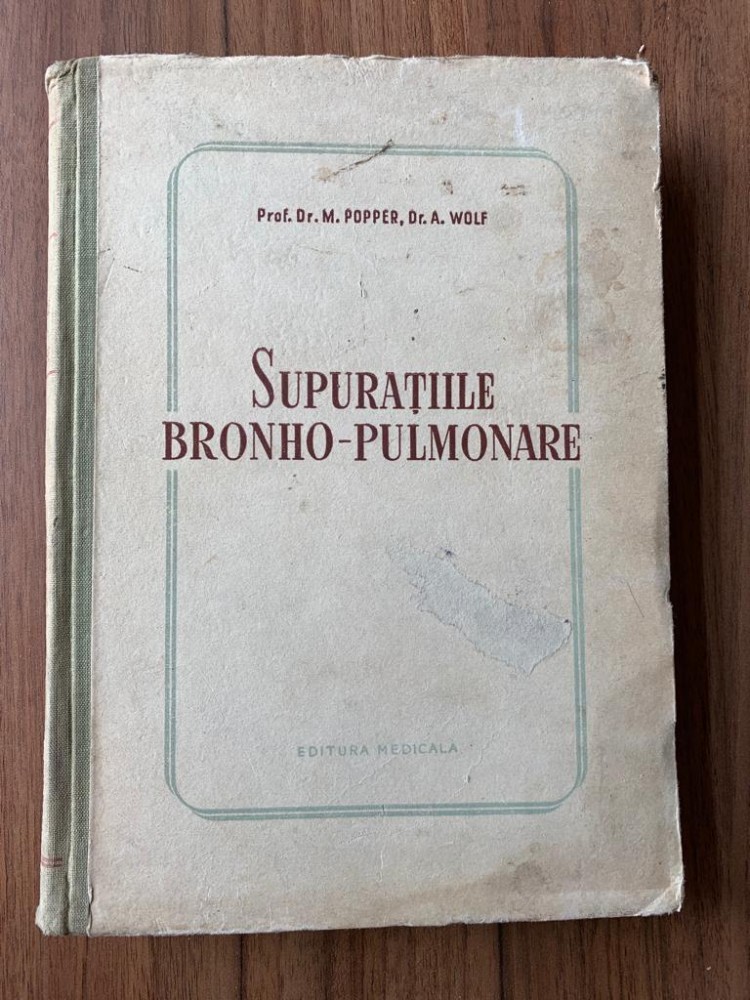 Prof. Dr. M. POPPER, Dr. A. WOLF
SUPURAȚIILE
BRONHO-PULMONARE
EDITURA MEDICALĂ